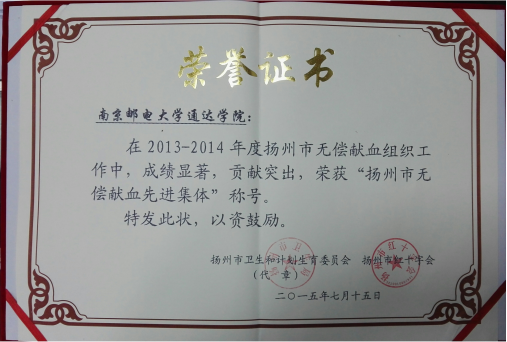 荣誉证书
南京邮电大学通达学院：
在2013-2014年度扬州市无偿献血组织工
作中，成绩显著，贡献突出，荣获“扬州市无
偿献血先进集体”称号。
特发此状，以资鼓励。
扬州市卫生和计划生育委员会 扬州市红十字会
（代 章）
二〇一五年七月十五日